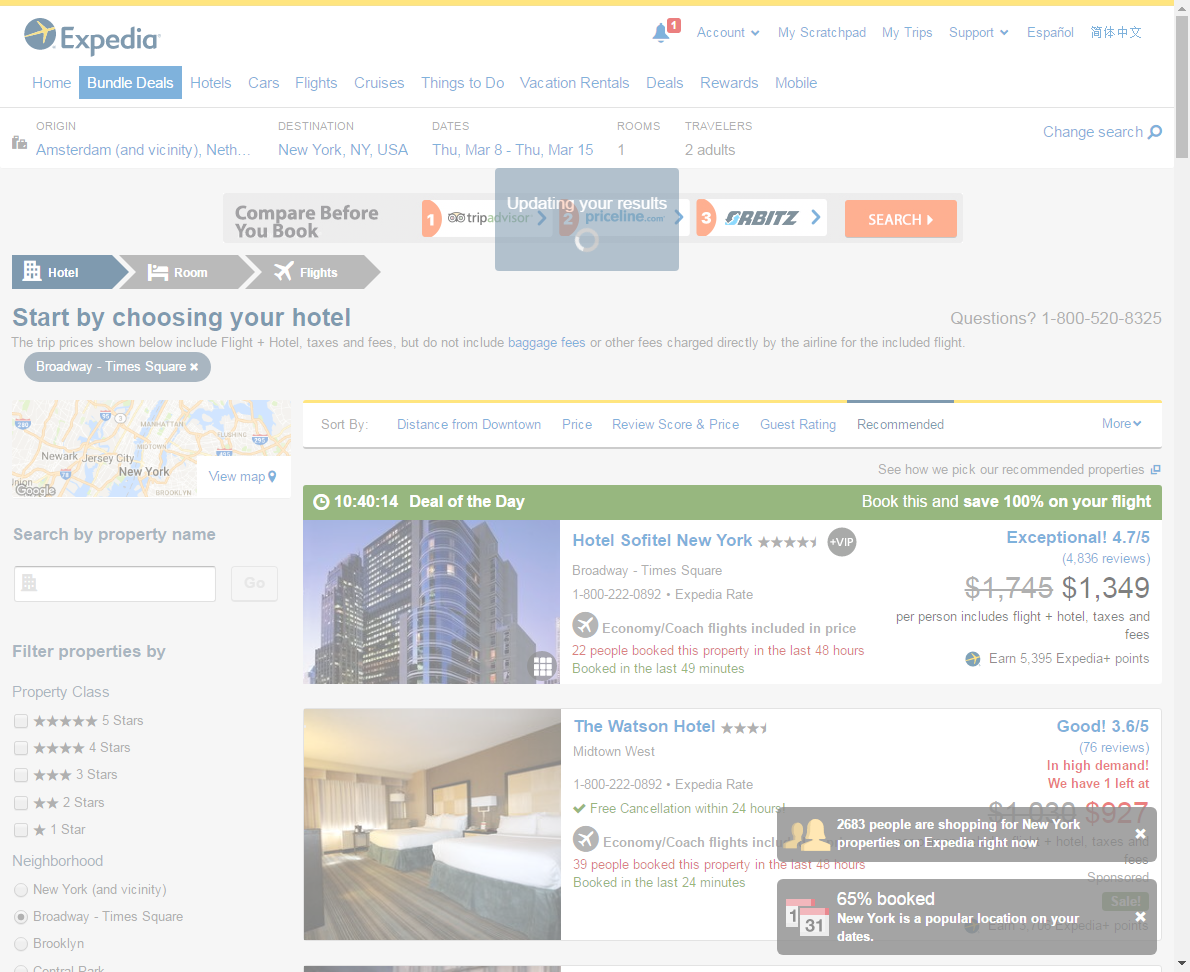 Expedia
1
Account
My Scratchpad
My Trips
Support
Español
简体中文
Home
Bundle Deals
Hotels
Cars
Flights
Cruises
Things to Do
Vacation Rentals
Deals
Rewards
Mobile
ORIGIN
Amsterdam (and vicinity), Neth...
DESTINATION
New York, NY, USA
DATES
Thu, Mar 8 - Thu, Mar 15
ROOMS
1
TRAVELERS
2 adults
Change search
Updating your results
Compare Before
You Book
1 tripadvisor
2 priceline.com
3 ORBITZ
SEARCH
Hotel
Room
Flights
Start by choosing your hotel
Questions? 1-800-520-8325
The trip prices shown below include Flight + Hotel, taxes and fees, but do not include baggage fees or other fees charged directly by the airline for the included flight.
Broadway - Times Square ×
MANHATTAN
FLUSHING
MIDTOWN
Newark
Jersey City
New York
BROOKLYN
Google
View map
Sort By:
Distance from Downtown
Price
Review Score & Price
Guest Rating
Recommended
More
See how we pick our recommended properties
10:40:14 Deal of the Day
Book this and save 100% on your flight
Search by property name
Go
Filter properties by
Property Class
5 Stars
4 Stars
3 Stars
2 Stars
1 Star
Neighborhood
New York (and vicinity)
Broadway - Times Square
Brooklyn
Central Park
Hotel Sofitel New York
+VIP
Broadway - Times Square
1-800-222-0892 • Expedia Rate
Economy/Coach flights included in price
22 people booked this property in the last 48 hours
Booked in the last 49 minutes
Exceptional! 4.7/5
(4,836 reviews)
$1,745 $1,349
per person includes flight + hotel, taxes and
fees
Earn 5,395 Expedia+ points
The Watson Hotel
Midtown West
1-800-222-0892 • Expedia Rate
Free Cancellation within 24 hours!
Economy/Coach flights inclu
39 people booked this property in the last 48 hours
Booked in the last 24 minutes
Good! 3.6/5
(76 reviews)
In high demand!
We have 1 left at
$1,030 $927
flight + hotel, taxes and
fees
Sponsored
Sale!
Earn 3,706 Expedia+ points
2683 people are shopping for New York
properties on Expedia right now
65% booked
New York is a popular location on your
dates.
1
31